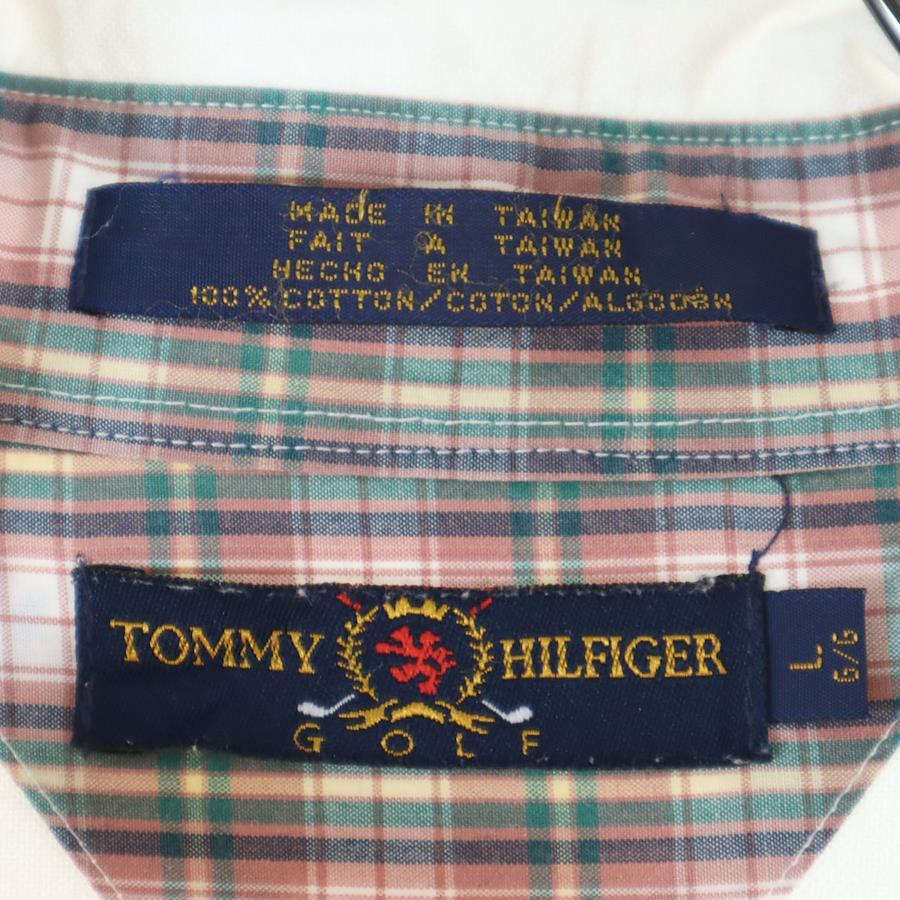 MADE IN TAIWAN
FAIT A TAIWAN
HECHO EN TAIWAN
100% COTTON/COTON/ALGODON
TOMMY HILFIGER
GOLF
L
6/6